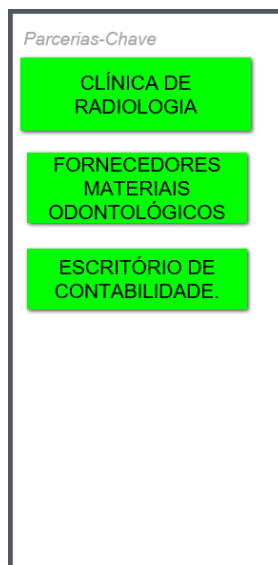 Parcerias-Chave
CLÍNICA DE
RADIOLOGIA
FORNECEDORES
MATERIAIS
ODONTOLÓGICOS
ESCRITÓRIO DE
CONTABILIDADE.